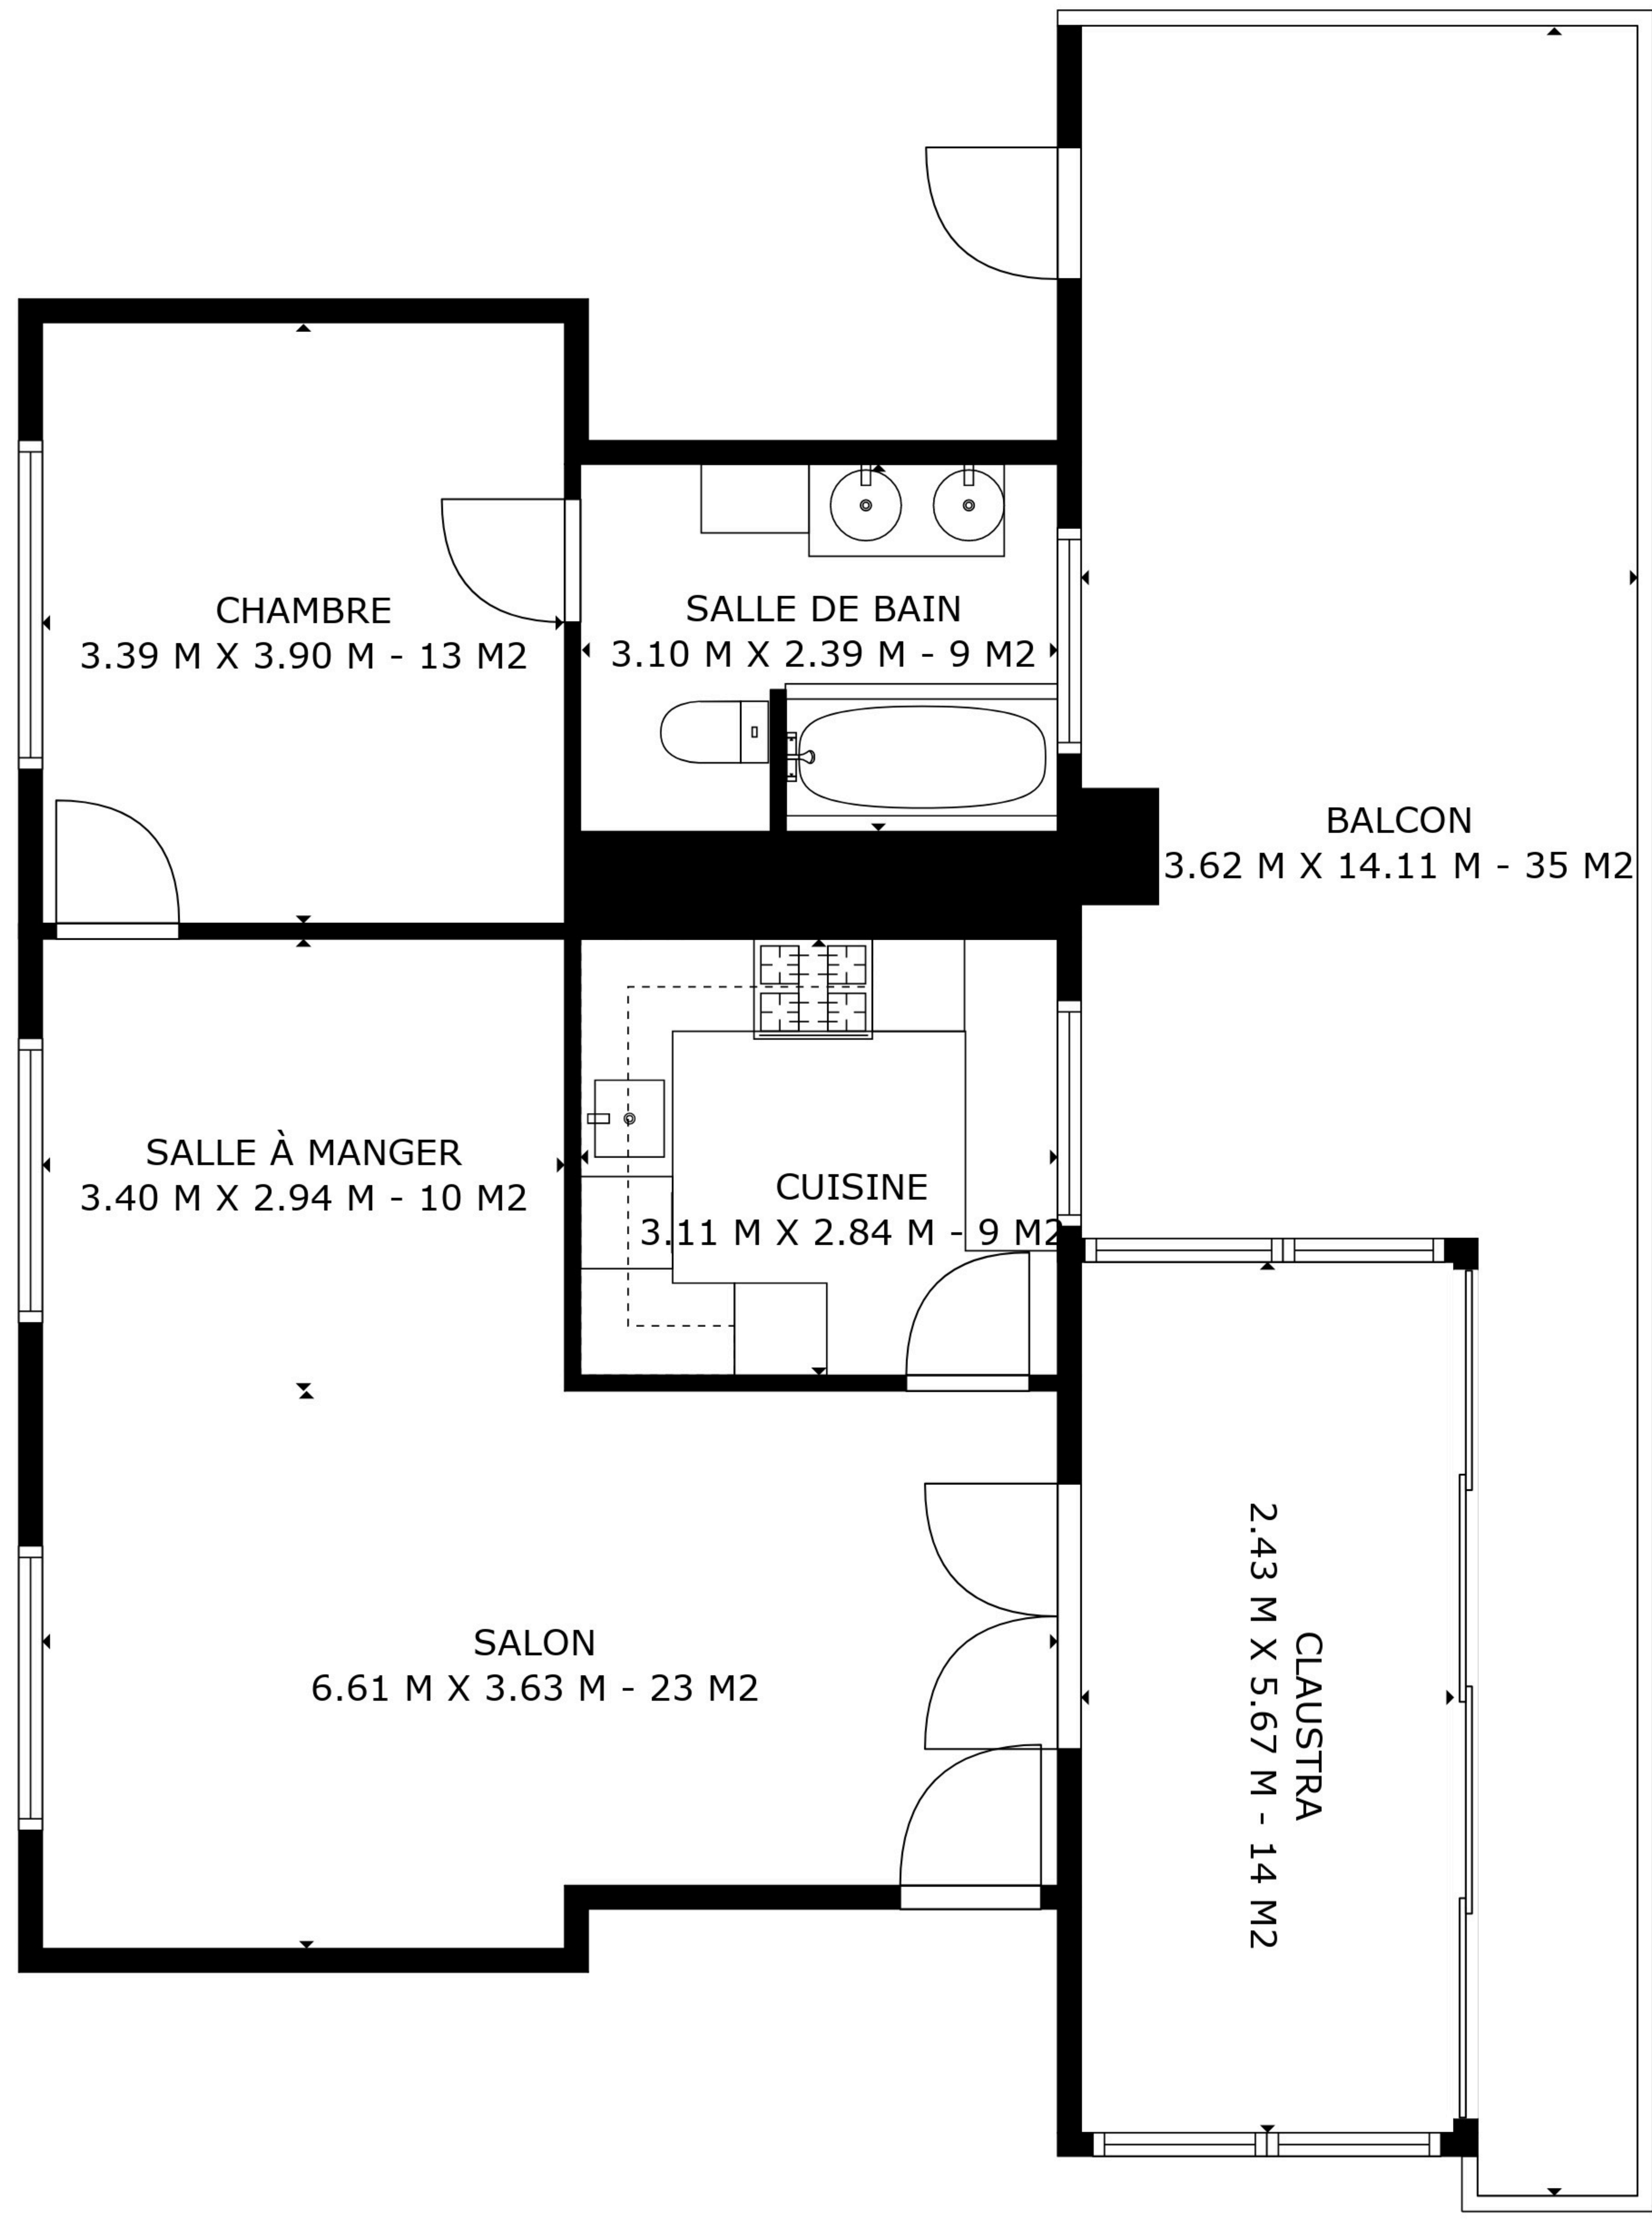 CHAMBRE
3.39 M X 3.90 M - 13 M2
SALLE DE BAIN
3.10 M X 2.39 M - 9 M2
BALCON
3.62 M X 14.11 M - 35 M2
SALLE À MANGER
3.40 M X 2.94 M - 10 M2
CUISINE
3.11 M X 2.84 M - 9 M2
SALON
6.61 M X 3.63 M - 23 M2
CLAUSTRA
2.43 M X 5.67 M - 14 M2